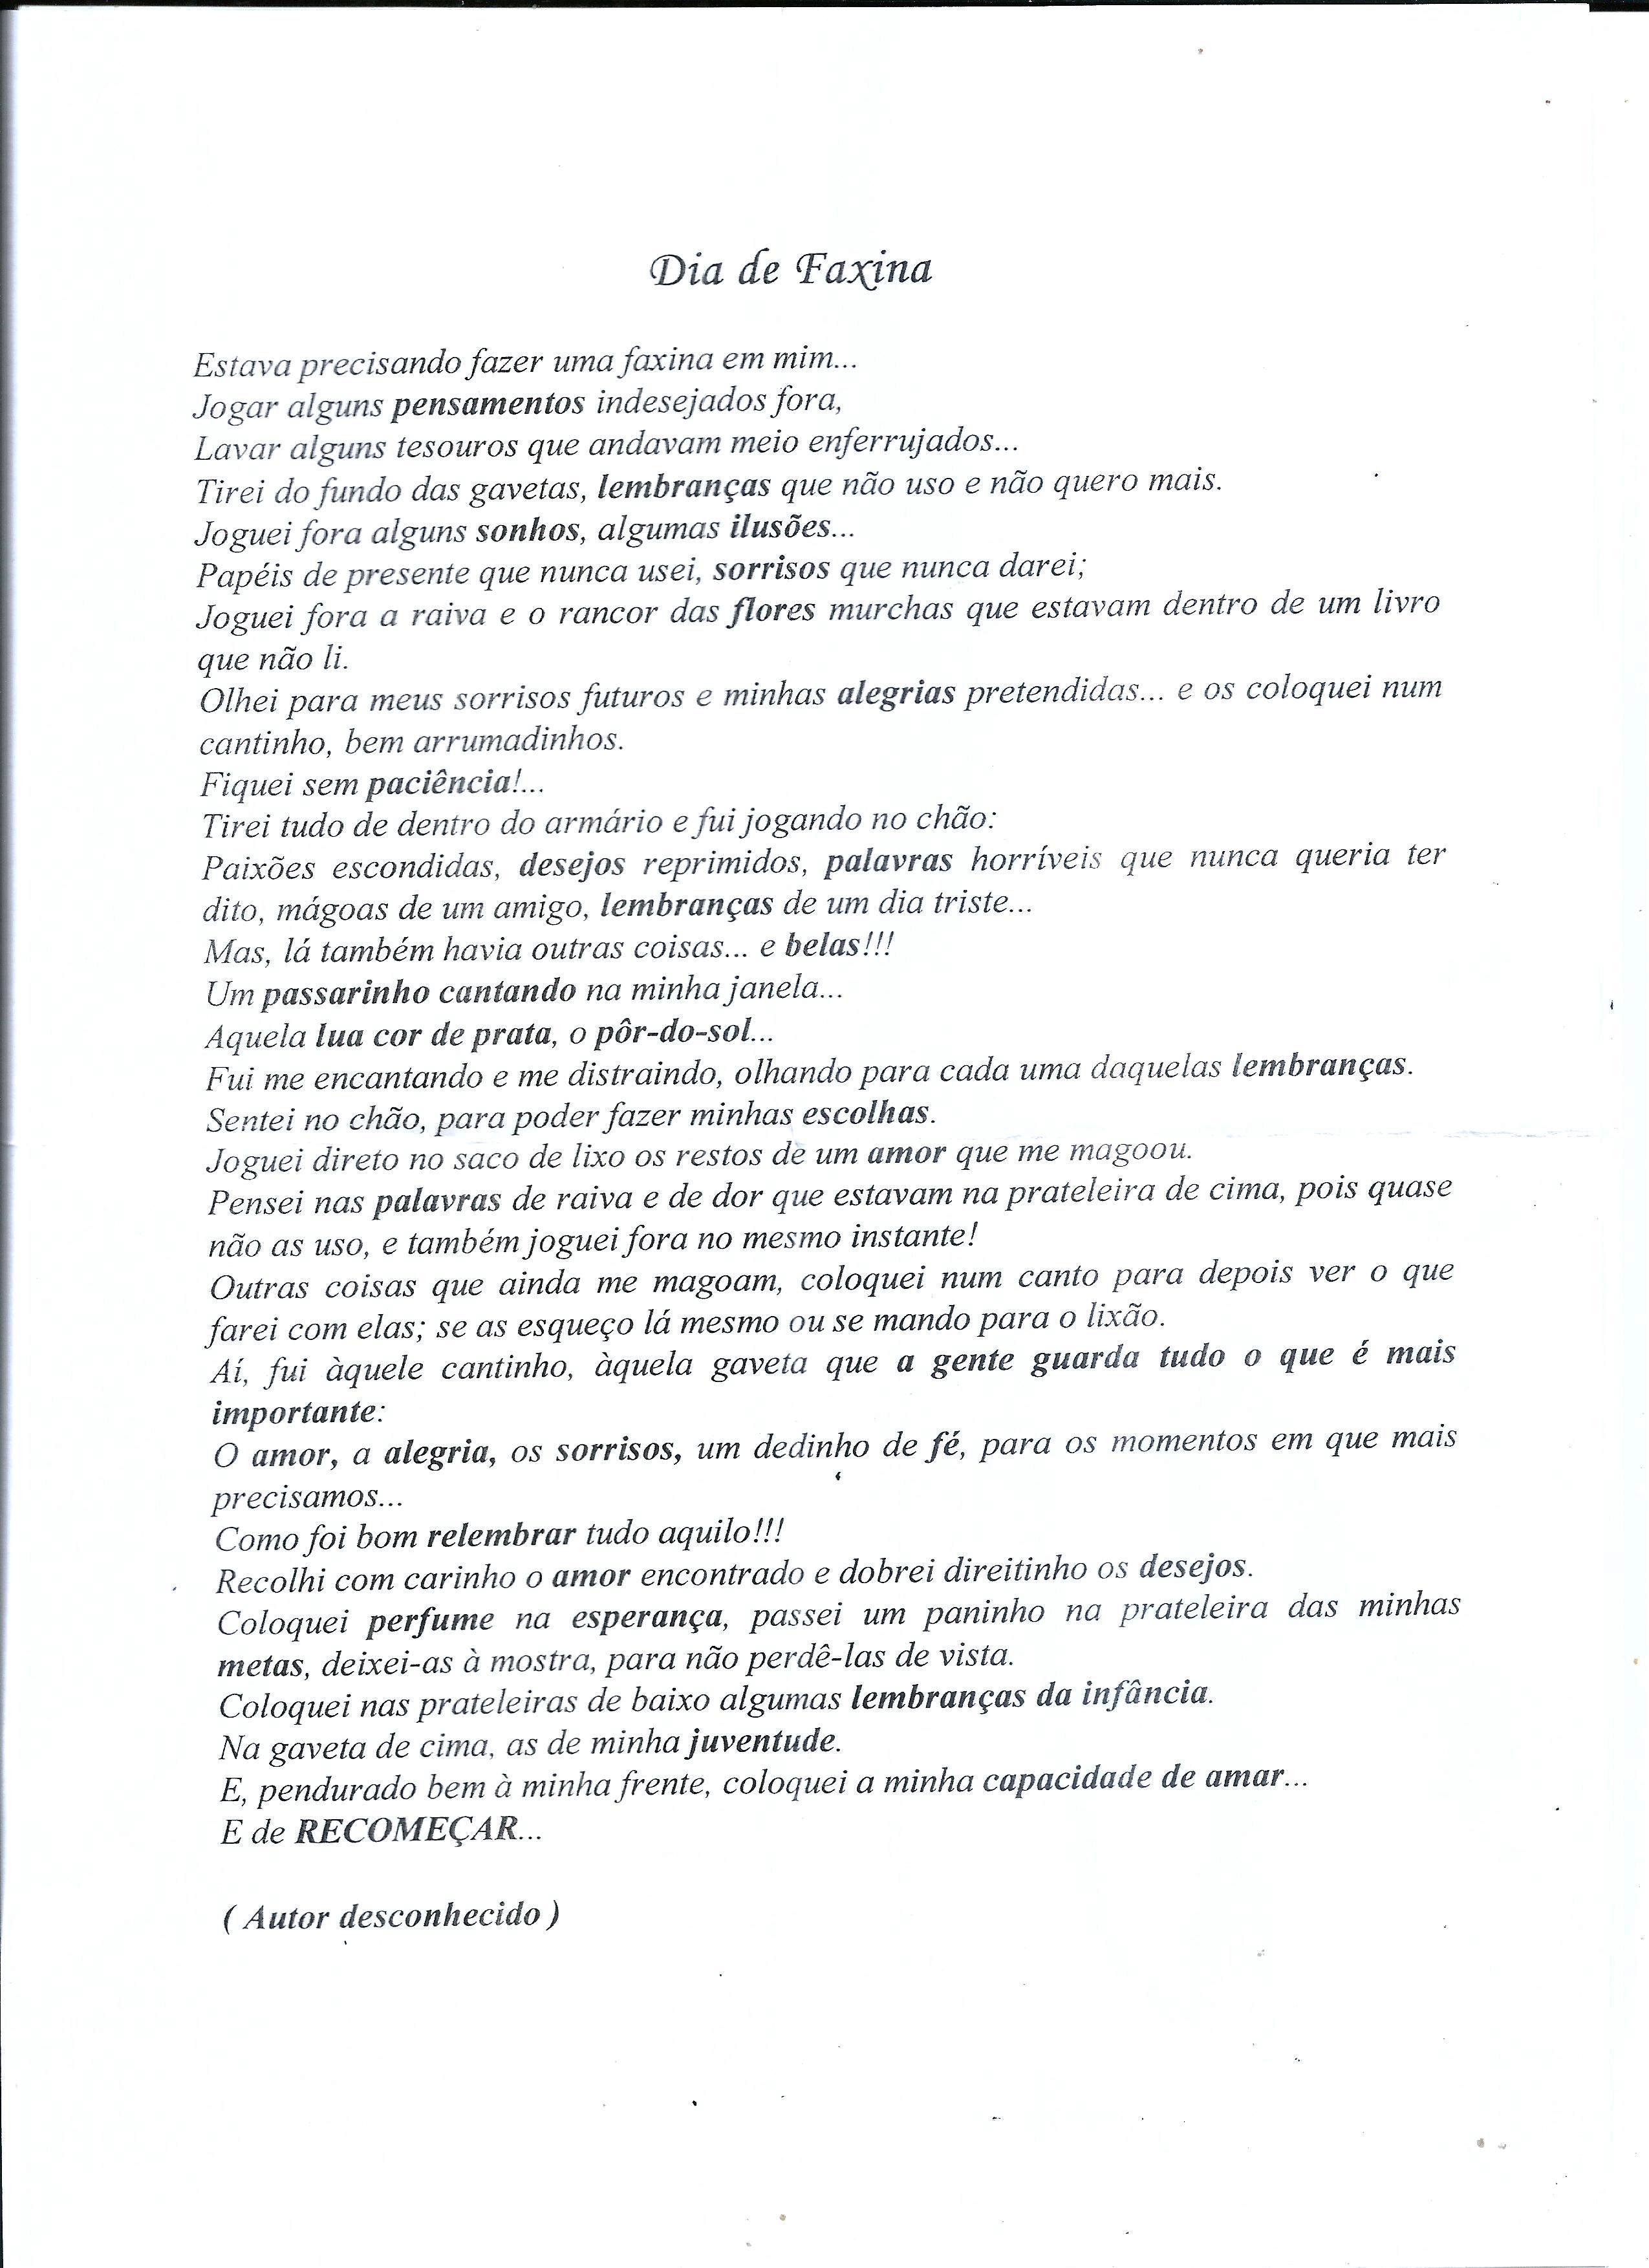 Dia de Faxina
Estava precisando fazer uma faxina em mim...
Jogar alguns pensamentos indesejados fora,
Lavar alguns tesouros que andavam meio enferrujados...
Tirei do fundo das gavetas, lembranças que não uso e não quero mais.
Joguei fora alguns sonhos, algumas ilusões...
Papéis de presente que nunca usei, sorrisos que nunca darei;
Joguei fora a raiva e o rancor das flores murchas que estavam dentro de um livro
que não li.
Olhei para meus sorrisos futuros e minhas alegrias pretendidas... e os coloquei num
cantinho, bem arrumadinhos.
Fiquei sem paciência!...
Tirei tudo de dentro do armário e fui jogando no chão:
Paixões escondidas, desejos reprimidos, palavras horríveis que nunca queria ter
dito, mágoas de um amigo, lembranças de um dia triste...
Mas, lá também havia outras coisas... e belas!!!
Um passarinho cantando na minha janela...
Aquela lua cor de prata, o pôr-do-sol...
Fui me encantando e me distraindo, olhando para cada uma daquelas lembranças.
Sentei no chão, para poder fazer minhas escolhas.
Joguei direto no saco de lixo os restos de um amor que me magoou.
Pensei nas palavras de raiva e de dor que estavam na prateleira de cima, pois quase
não as uso, e também joguei fora no mesmo instante!
Outras coisas que ainda me magoam, coloquei num canto para depois ver o que
farei com elas; se as esqueço lá mesmo ou se mando para o lixão.
Aí, fui àquele cantinho, àquela gaveta que a gente guarda tudo o que é mais
importante:
O amor, a alegria, os sorrisos, um dedinho de fé, para os momentos em que mais
precisamos...
Como foi bom relembrar tudo aquilo!!!
Recolhi com carinho o amor encontrado e dobrei direitinho os desejos.
Coloquei perfume na esperança, passei um paninho na prateleira das minhas
metas, deixei-as à mostra, para não perdê-las de vista.
Coloquei nas prateleiras de baixo algumas lembranças da infância.
Na gaveta de cima, as de minha juventude.
E, pendurado bem à minha frente, coloquei a minha capacidade de amar...
E de RECOMEÇAR...
( Autor desconhecido )